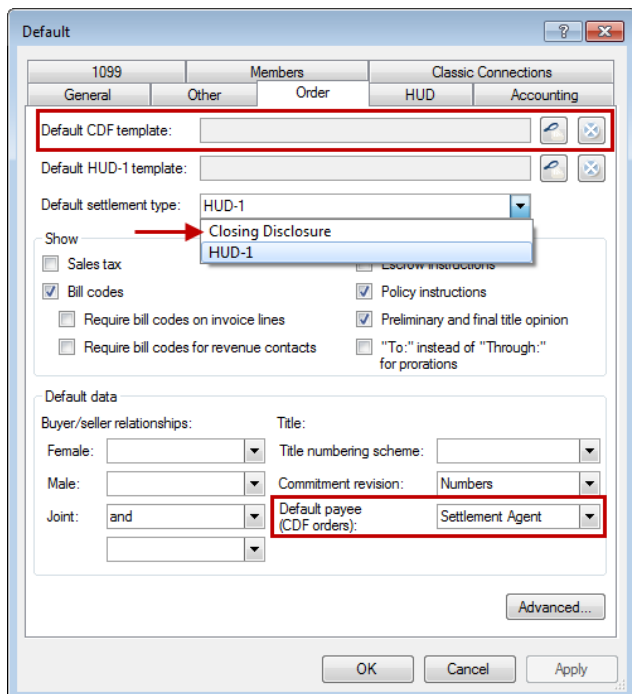 Default
1099 Members Classic Connections
General Other Order HUD Accounting
Default CDF template:
Default HUD-1 template:
Default settlement type: HUD-1
Closing Disclosure
HUD-1
Show
Sales tax Escrow instructions
Bill codes Policy instructions
Require bill codes on invoice lines Preliminary and final title opinion
Require bill codes for revenue contacts "To:" instead of "Through:"
for prorations
Default data
Buyer/seller relationships: Title:
Female: Title numbering scheme:
Male: Commitment revision: Numbers
Joint: and Default payee
(CDF orders): Settlement Agent
Advanced...
OK Cancel Apply